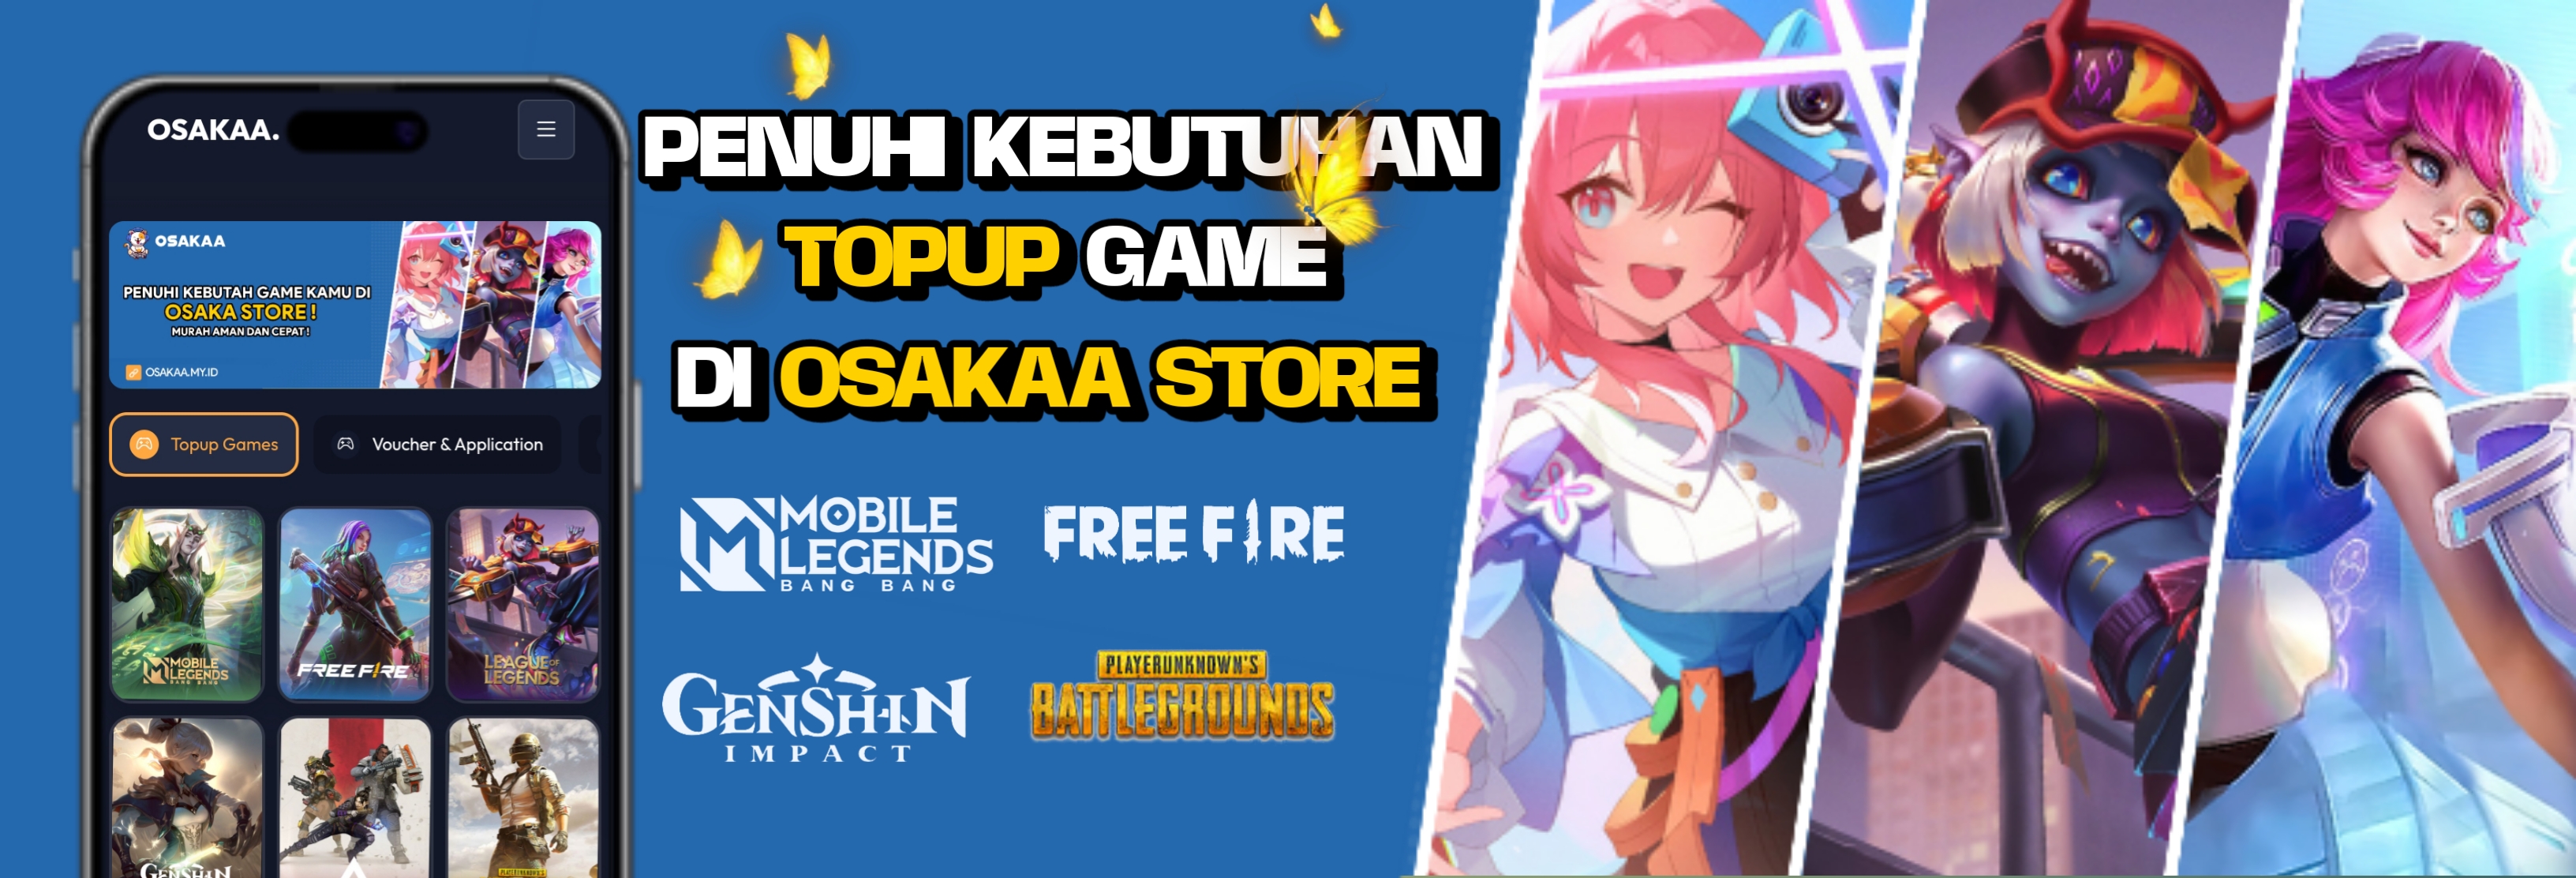 OSAKAA.
OSAKAA
PENUHI KEBUTAH GAME KAMU DI
OSAKA STORE !
MURAH AMAN DAN CEPAT !
OSAKAA.MY.ID
Topup Games
Voucher & Application
MOBILE
LEGENDS
BANG BANG
FREE FIRE
LEAGUE OF
LEGENDS
GENSHIN
PENUHI KEBUTUHAN
TOPUP GAME
DI OSAKAA STORE
MOBILE
LEGENDS
BANG BANG
FREE FIRE
GENSHIN
IMPACT
PLAYERUNKNOWN'S
BATTLEGROUNDS